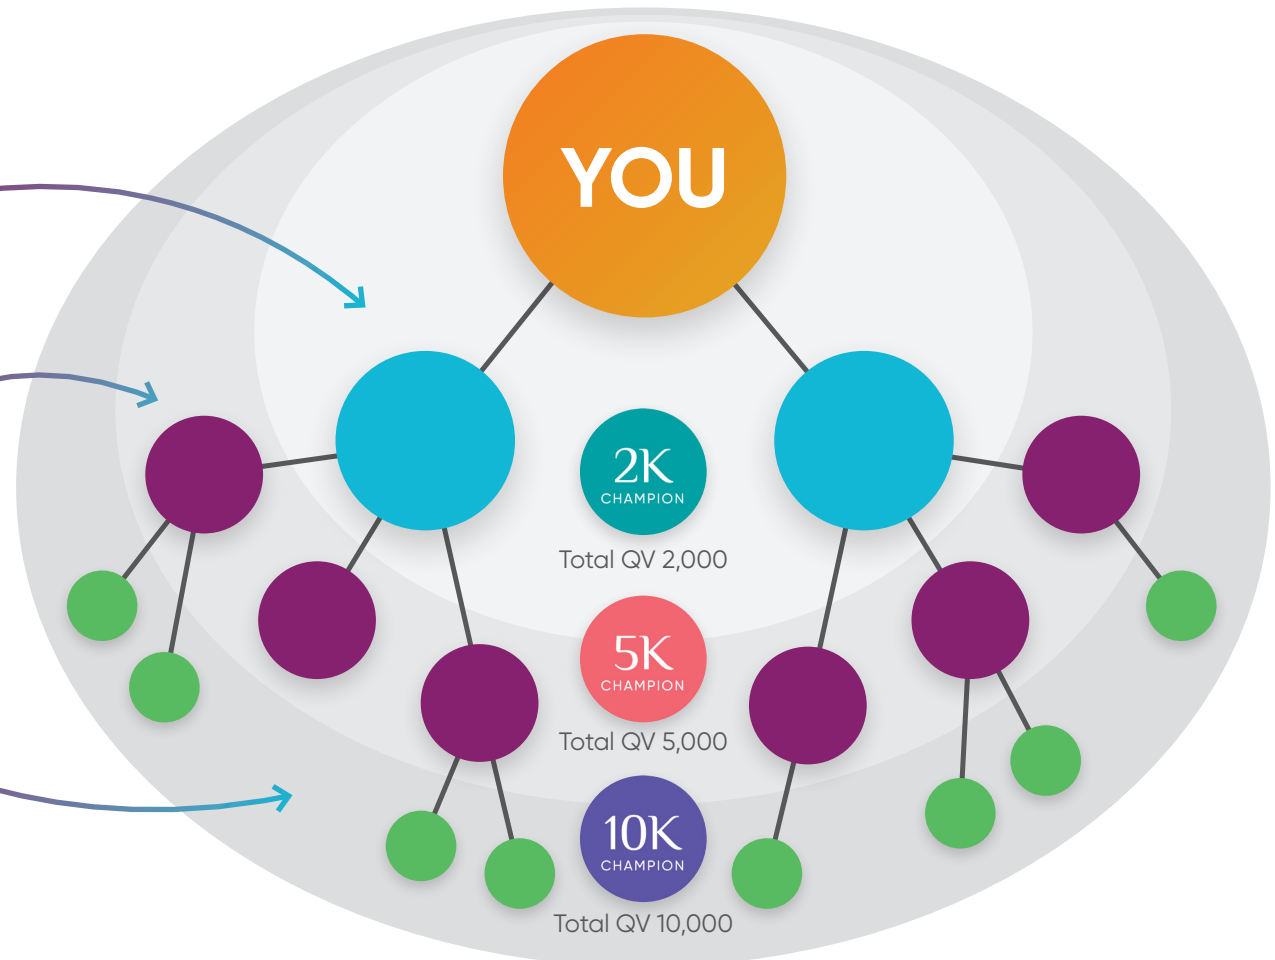 YOU
2K
CHAMPION
Total QV 2,000
5K
CHAMPION
Total QV 5,000
10K
CHAMPION
Total QV 10,000